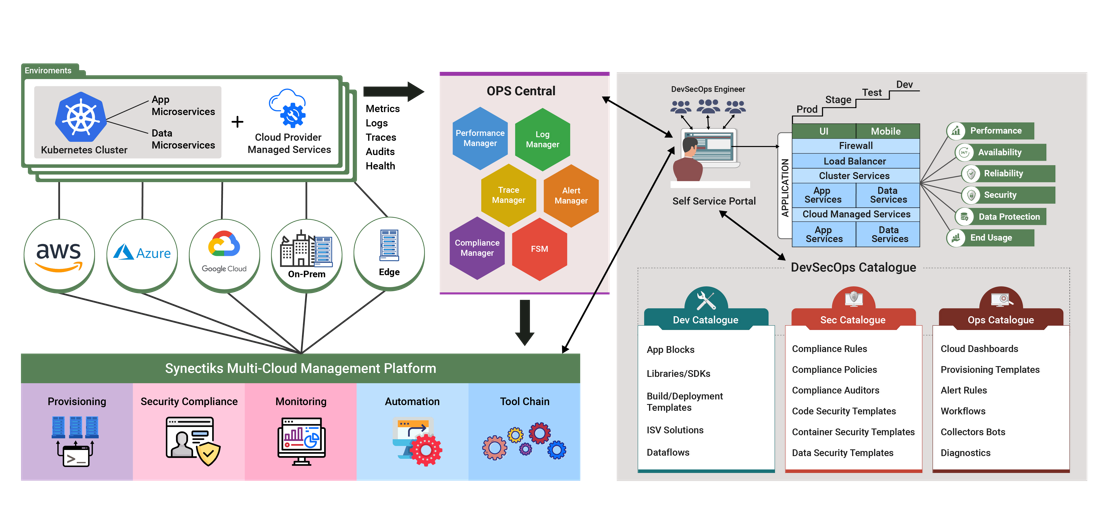 Enviroments
Kubernetes Cluster
App
Microservices
Data
Microservices
+
Cloud Provider
Managed Services
Metrics
Logs
Traces
Audits
Health
aws
Azure
Google Cloud
On-Prem
Edge
OPS Central
Performance
Manager
Log
Manager
Trace
Manager
Alert
Manager
Compliance
Manager
FSM
Synectiks Multi-Cloud Management Platform
Provisioning
Security Compliance
Monitoring
Automation
Tool Chain
DevSecOps Engineer
Self Service Portal
Prod
Stage
Test
Dev
APPLICATION
UI
Mobile
Firewall
Load Balancer
Cluster Services
App
Services
Data
Services
Cloud Managed Services
App
Services
Data
Services
Performance
Availability
Reliability
Security
Data Protection
End Usage
DevSecOps Catalogue
Dev Catalogue
App Blocks
Libraries/SDKs
Build/Deployment
Templates
ISV Solutions
Dataflows
Sec Catalogue
Compliance Rules
Compliance Policies
Compliance Auditors
Code Security Templates
Container Security Templates
Data Security Templates
Ops Catalogue
Cloud Dashboards
Provisioning Templates
Alert Rules
Workflows
Collectors Bots
Diagnostics